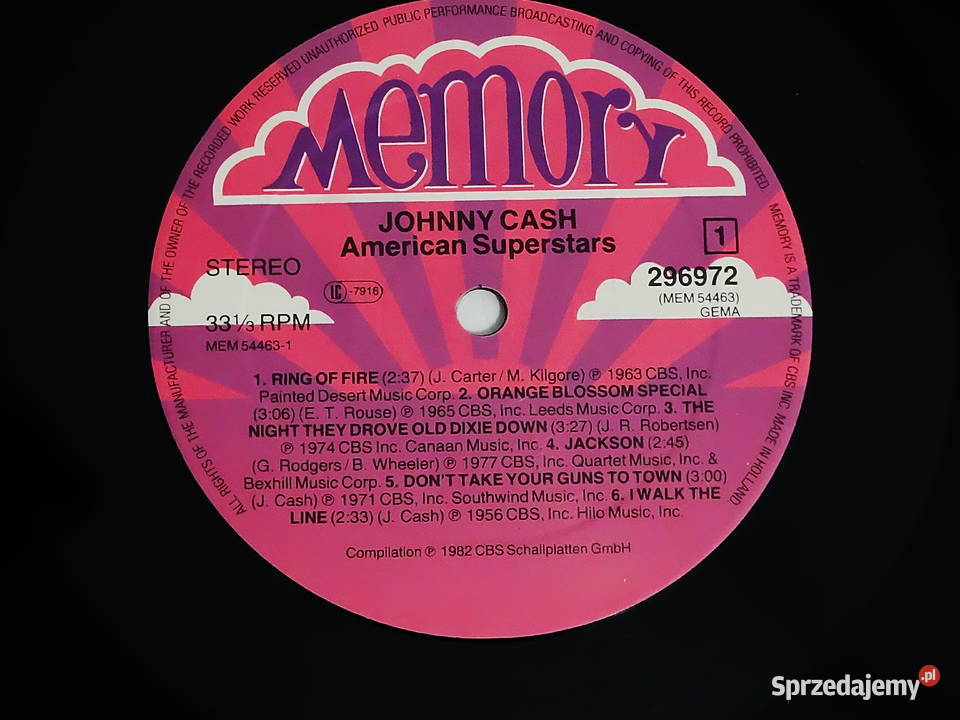 ALL RIGHTS OF THE MANUFACTURER AND OF THE OWNER OF THE RECORDED WORK RESERVED UNAUTHORIZED PUBLIC PERFORMANCE BROADCASTING AND COPYING OF THIS RECORD PROHIBITED MEMORY IS A TRADEMARK OF CBS INC. MADE IN HOLLAND
Memory
JOHNNY CASH
American Superstars
1
STEREO
LC -7916
296972
(MEM 54463)
GEMA
33⅓ RPM
MEM 54463-1
1. RING OF FIRE (2:37) (J. Carter/M. Kilgore) ℗ 1963 CBS, Inc.
Painted Desert Music Corp. 2. ORANGE BLOSSOM SPECIAL
(3:06) (E. T. Rouse) ℗ 1965 CBS, Inc. Leeds Music Corp. 3. THE
NIGHT THEY DROVE OLD DIXIE DOWN (3:27) (J. R. Robertsen)
℗ 1974 CBS Inc. Canaan Music, Inc. 4. JACKSON (2:45)
(G. Rodgers/B. Wheeler) ℗ 1977 CBS, Inc. Quartet Music, Inc. &
Bexhill Music Corp. 5. DON'T TAKE YOUR GUNS TO TOWN (3:00)
(J. Cash) ℗ 1971 CBS, Inc. Southwind Music, Inc. 6. I WALK THE
LINE (2:33) (J. Cash) ℗ 1956 CBS, Inc. Hilo Music, Inc.
Compilation ℗ 1982 CBS Schallplatten GmbH
Sprzedajemy.pl